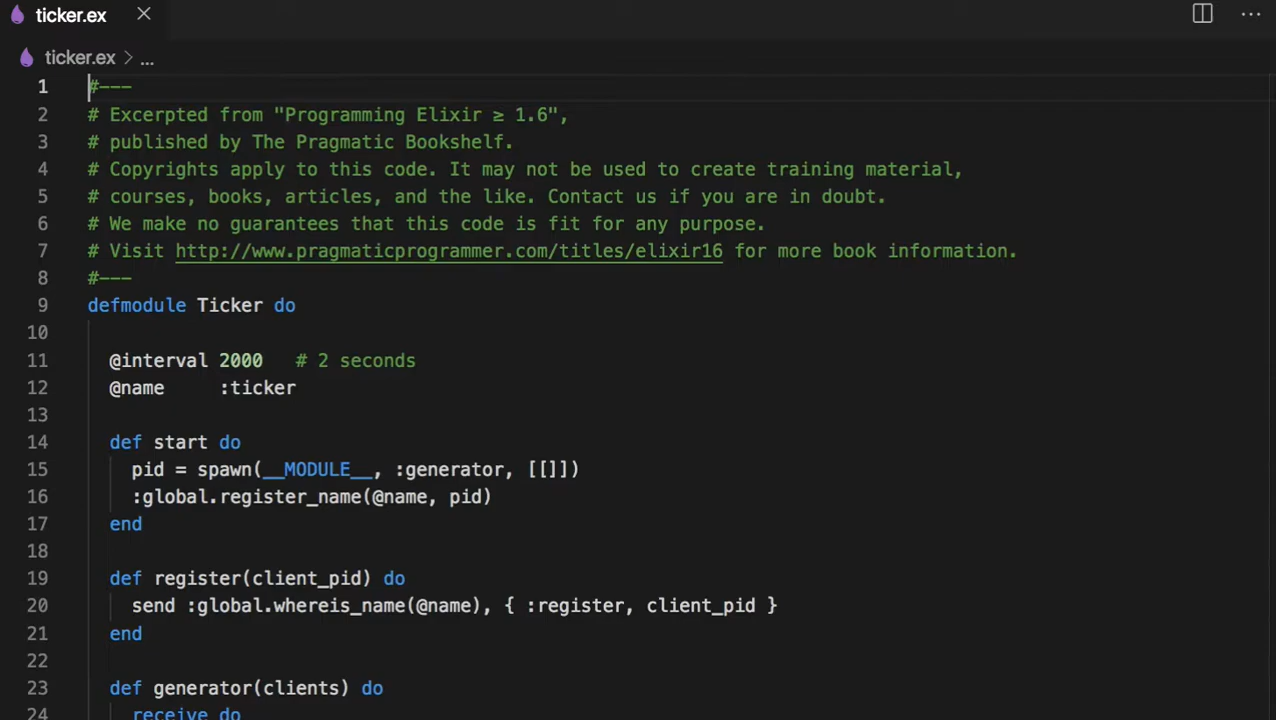 ticker.ex
ticker.ex > ...
1 #---
2 # Excerpted from "Programming Elixir ≥ 1.6",
3 # published by The Pragmatic Bookshelf.
4 # Copyrights apply to this code. It may not be used to create training material,
5 # courses, books, articles, and the like. Contact us if you are in doubt.
6 # We make no guarantees that this code is fit for any purpose.
7 # Visit http://www.pragmaticprogrammer.com/titles/elixir16 for more book information.
8 #---
9 defmodule Ticker do
10
11   @interval 2000   # 2 seconds
12   @name     :ticker
13
14   def start do
15     pid = spawn(__MODULE__, :generator, [[]])
16     :global.register_name(@name, pid)
17   end
18
19   def register(client_pid) do
20     send :global.whereis_name(@name), { :register, client_pid }
21   end
22
23   def generator(clients) do
24     receive do